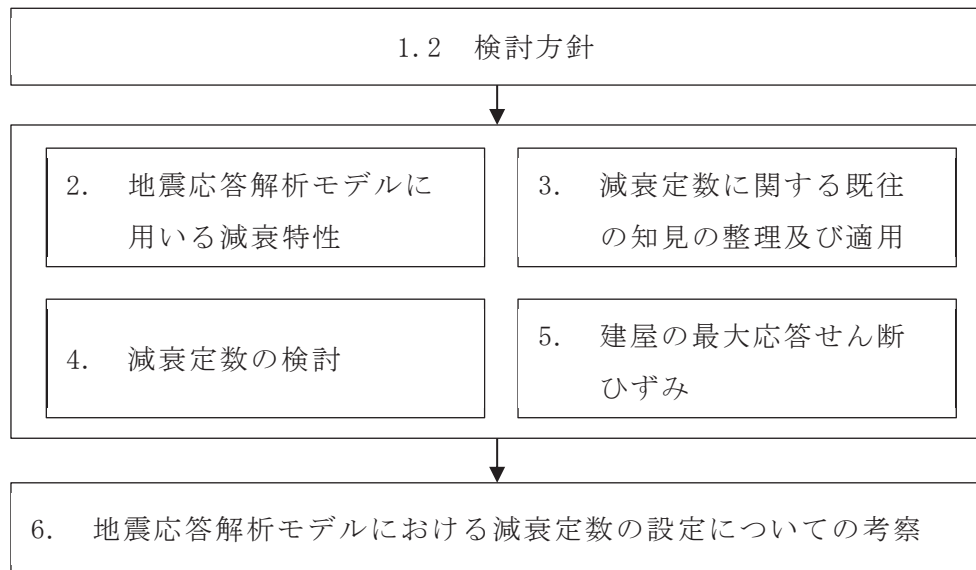 1.2 検討方針
2. 地震応答解析モデルに
用いる減衰特性
3. 減衰定数に関する既往
の知見の整理及び適用
4. 減衰定数の検討
5. 建屋の最大応答せん断
ひずみ
6. 地震応答解析モデルにおける減衰定数の設定についての考察